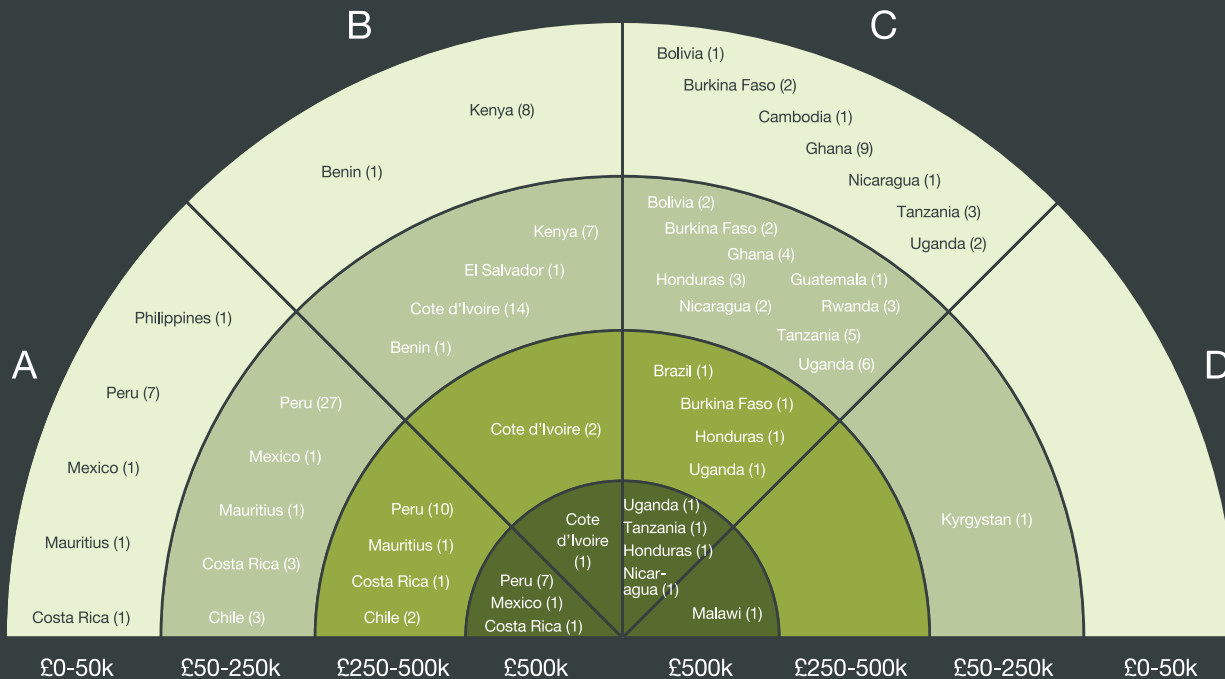 B
C
A
D
Kenya (8)
Benin (1)
Bolivia (1)
Burkina Faso (2)
Cambodia (1)
Ghana (9)
Nicaragua (1)
Tanzania (3)
Uganda (2)
Philippines (1)
Peru (7)
Mexico (1)
Mauritius (1)
Costa Rica (1)
Kenya (7)
El Salvador (1)
Cote d’Ivoire (14)
Benin (1)
Bolivia (2)
Burkina Faso (2)
Ghana (4)
Honduras (3)
Guatemala (1)
Nicaragua (2)
Rwanda (3)
Tanzania (5)
Uganda (6)
Peru (27)
Mexico (1)
Mauritius (1)
Costa Rica (3)
Chile (3)
Cote d’Ivoire (2)
Brazil (1)
Burkina Faso (1)
Honduras (1)
Uganda (1)
Kyrgystan (1)
Peru (10)
Mauritius (1)
Costa Rica (1)
Chile (2)
Cote
d’Ivoire
(1)
Uganda (1)
Tanzania (1)
Honduras (1)
Nicar-
agua (1)
Peru (7)
Mexico (1)
Costa Rica (1)
Malawi (1)
£0-50k
£50-250k
£250-500k
£500k
£500k
£250-500k
£50-250k
£0-50k